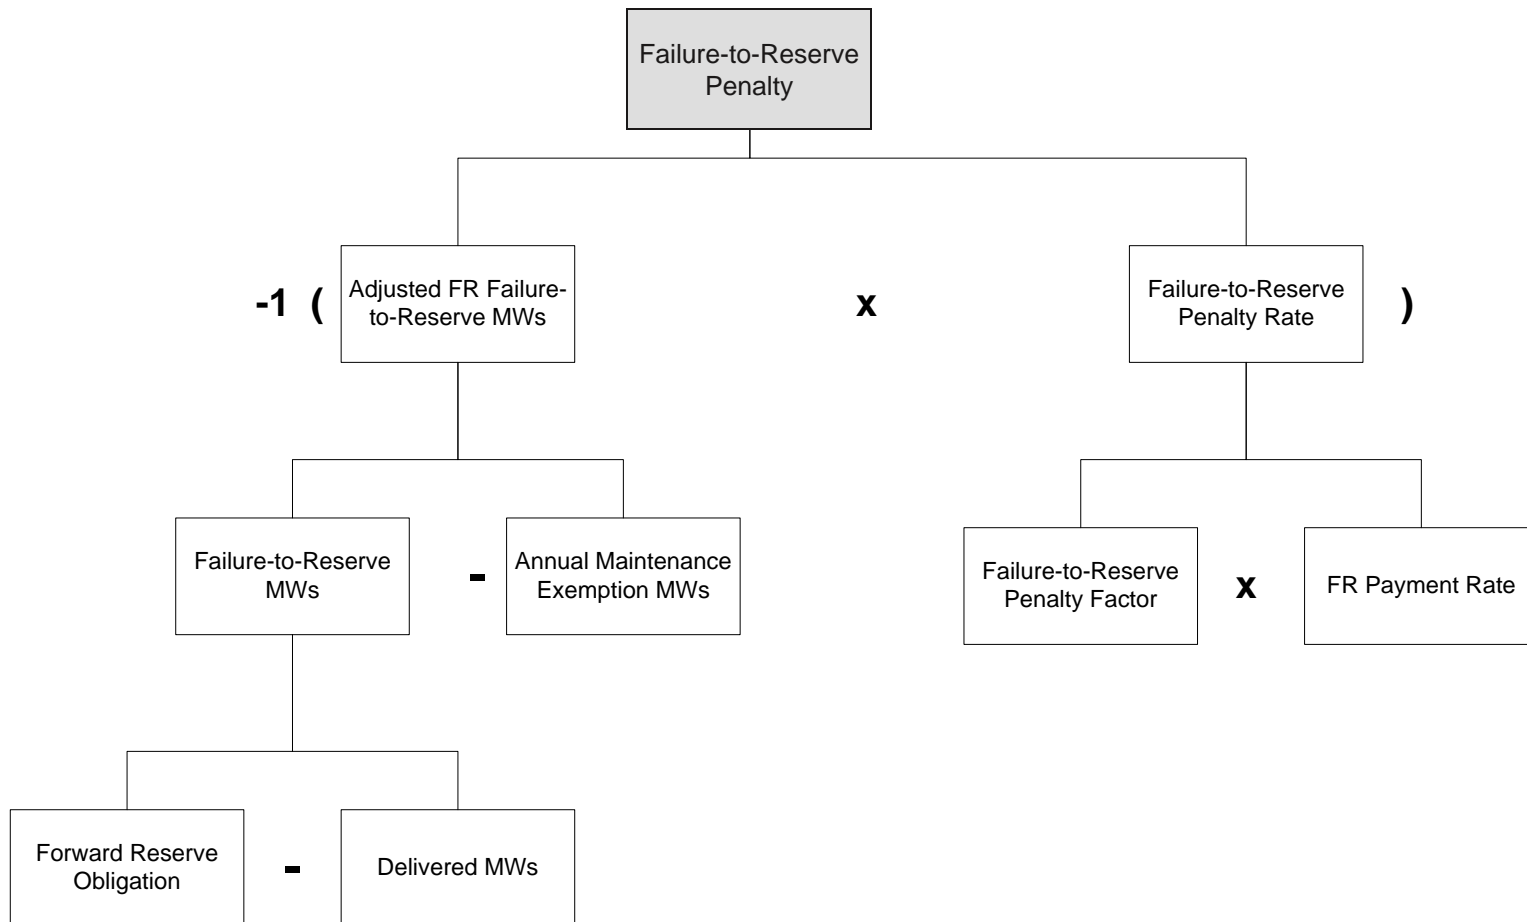 Failure-to-Reserve
Penalty
-1 (
Adjusted FR Failure-
to-Reserve MWs
x
Failure-to-Reserve
Penalty Rate
)
Failure-to-Reserve
MWs
-
Annual Maintenance
Exemption MWs
Failure-to-Reserve
Penalty Factor
x
FR Payment Rate
Forward Reserve
Obligation
-
Delivered MWs